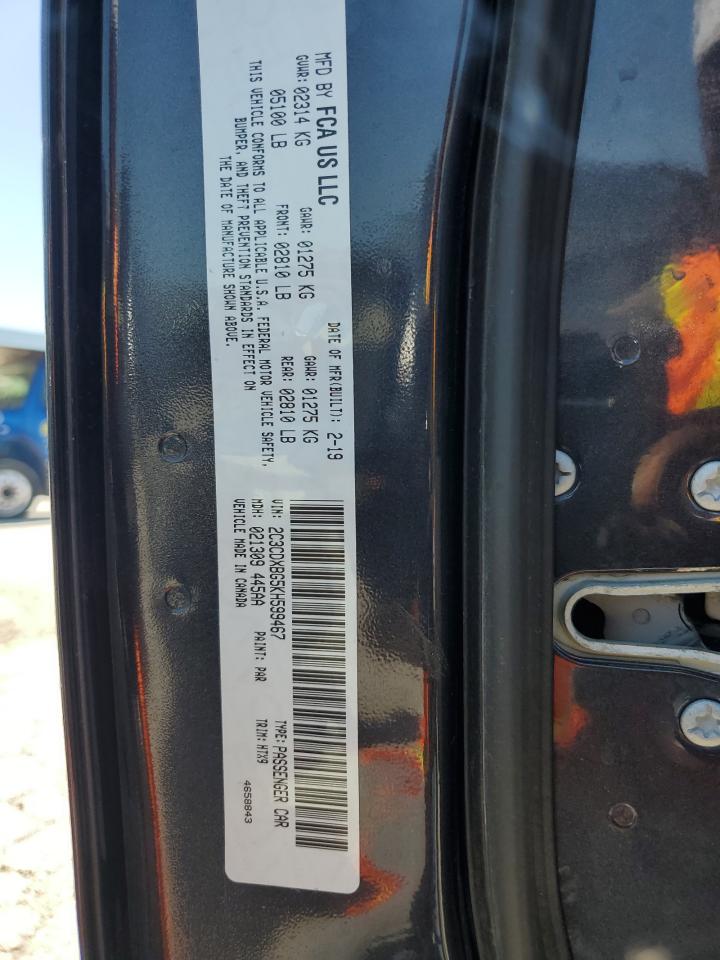 MFD BY FCA US LLC
DATE OF MFR(BUILT): 2-19
GVWR: 02314 KG
GAWR: 01275 KG
GAWR: 01275 KG
05100 LB
FRONT: 02810 LB
REAR: 02810 LB
THIS VEHICLE CONFORMS TO ALL APPLICABLE U.S.A. FEDERAL MOTOR VEHICLE SAFETY,
BUMPER, AND THEFT PREVENTION STANDARDS IN EFFECT ON
THE DATE OF MANUFACTURE SHOWN ABOVE.
VIN: 2C3CDXBG5KH599467
TYPE: PASSENGER CAR
MDH: 021309 445AA
PAINT: PAR
TRIM: HTX9
VEHICLE MADE IN CANADA
4658843